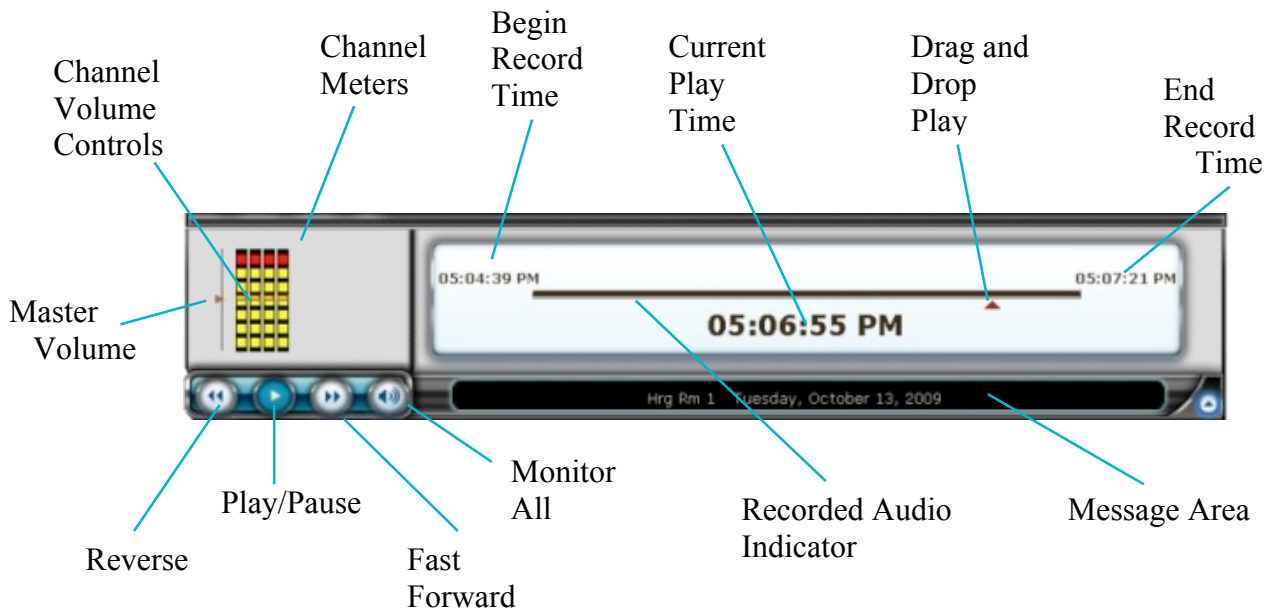 Begin
Record
Time
Channel
Meters
Current
Play
Time
Drag and
Drop
Play
Channel
Volume
Controls
End
Record
Time
05:04:39 PM
05:07:21 PM
Master
Volume
05:06:55 PM
Hrg Rm 1 Tuesday, October 13, 2009
Monitor
All
Play/Pause
Recorded Audio
Indicator
Message Area
Reverse
Fast
Forward